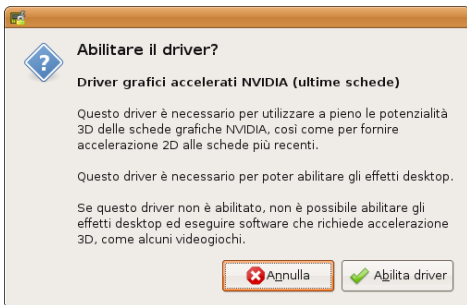 Abilitare il driver?
Driver grafici accelerati NVIDIA (ultime schede)
Questo driver è necessario per utilizzare a pieno le potenzialità
3D delle schede grafiche NVIDIA, così come per fornire
accelerazione 2D alle schede più recenti.
Questo driver è necessario per poter abilitare gli effetti desktop.
Se questo driver non è abilitato, non è possibile abilitare gli
effetti desktop ed eseguire software che richiede accelerazione
3D, come alcuni videogiochi.
Annulla
Abilita driver